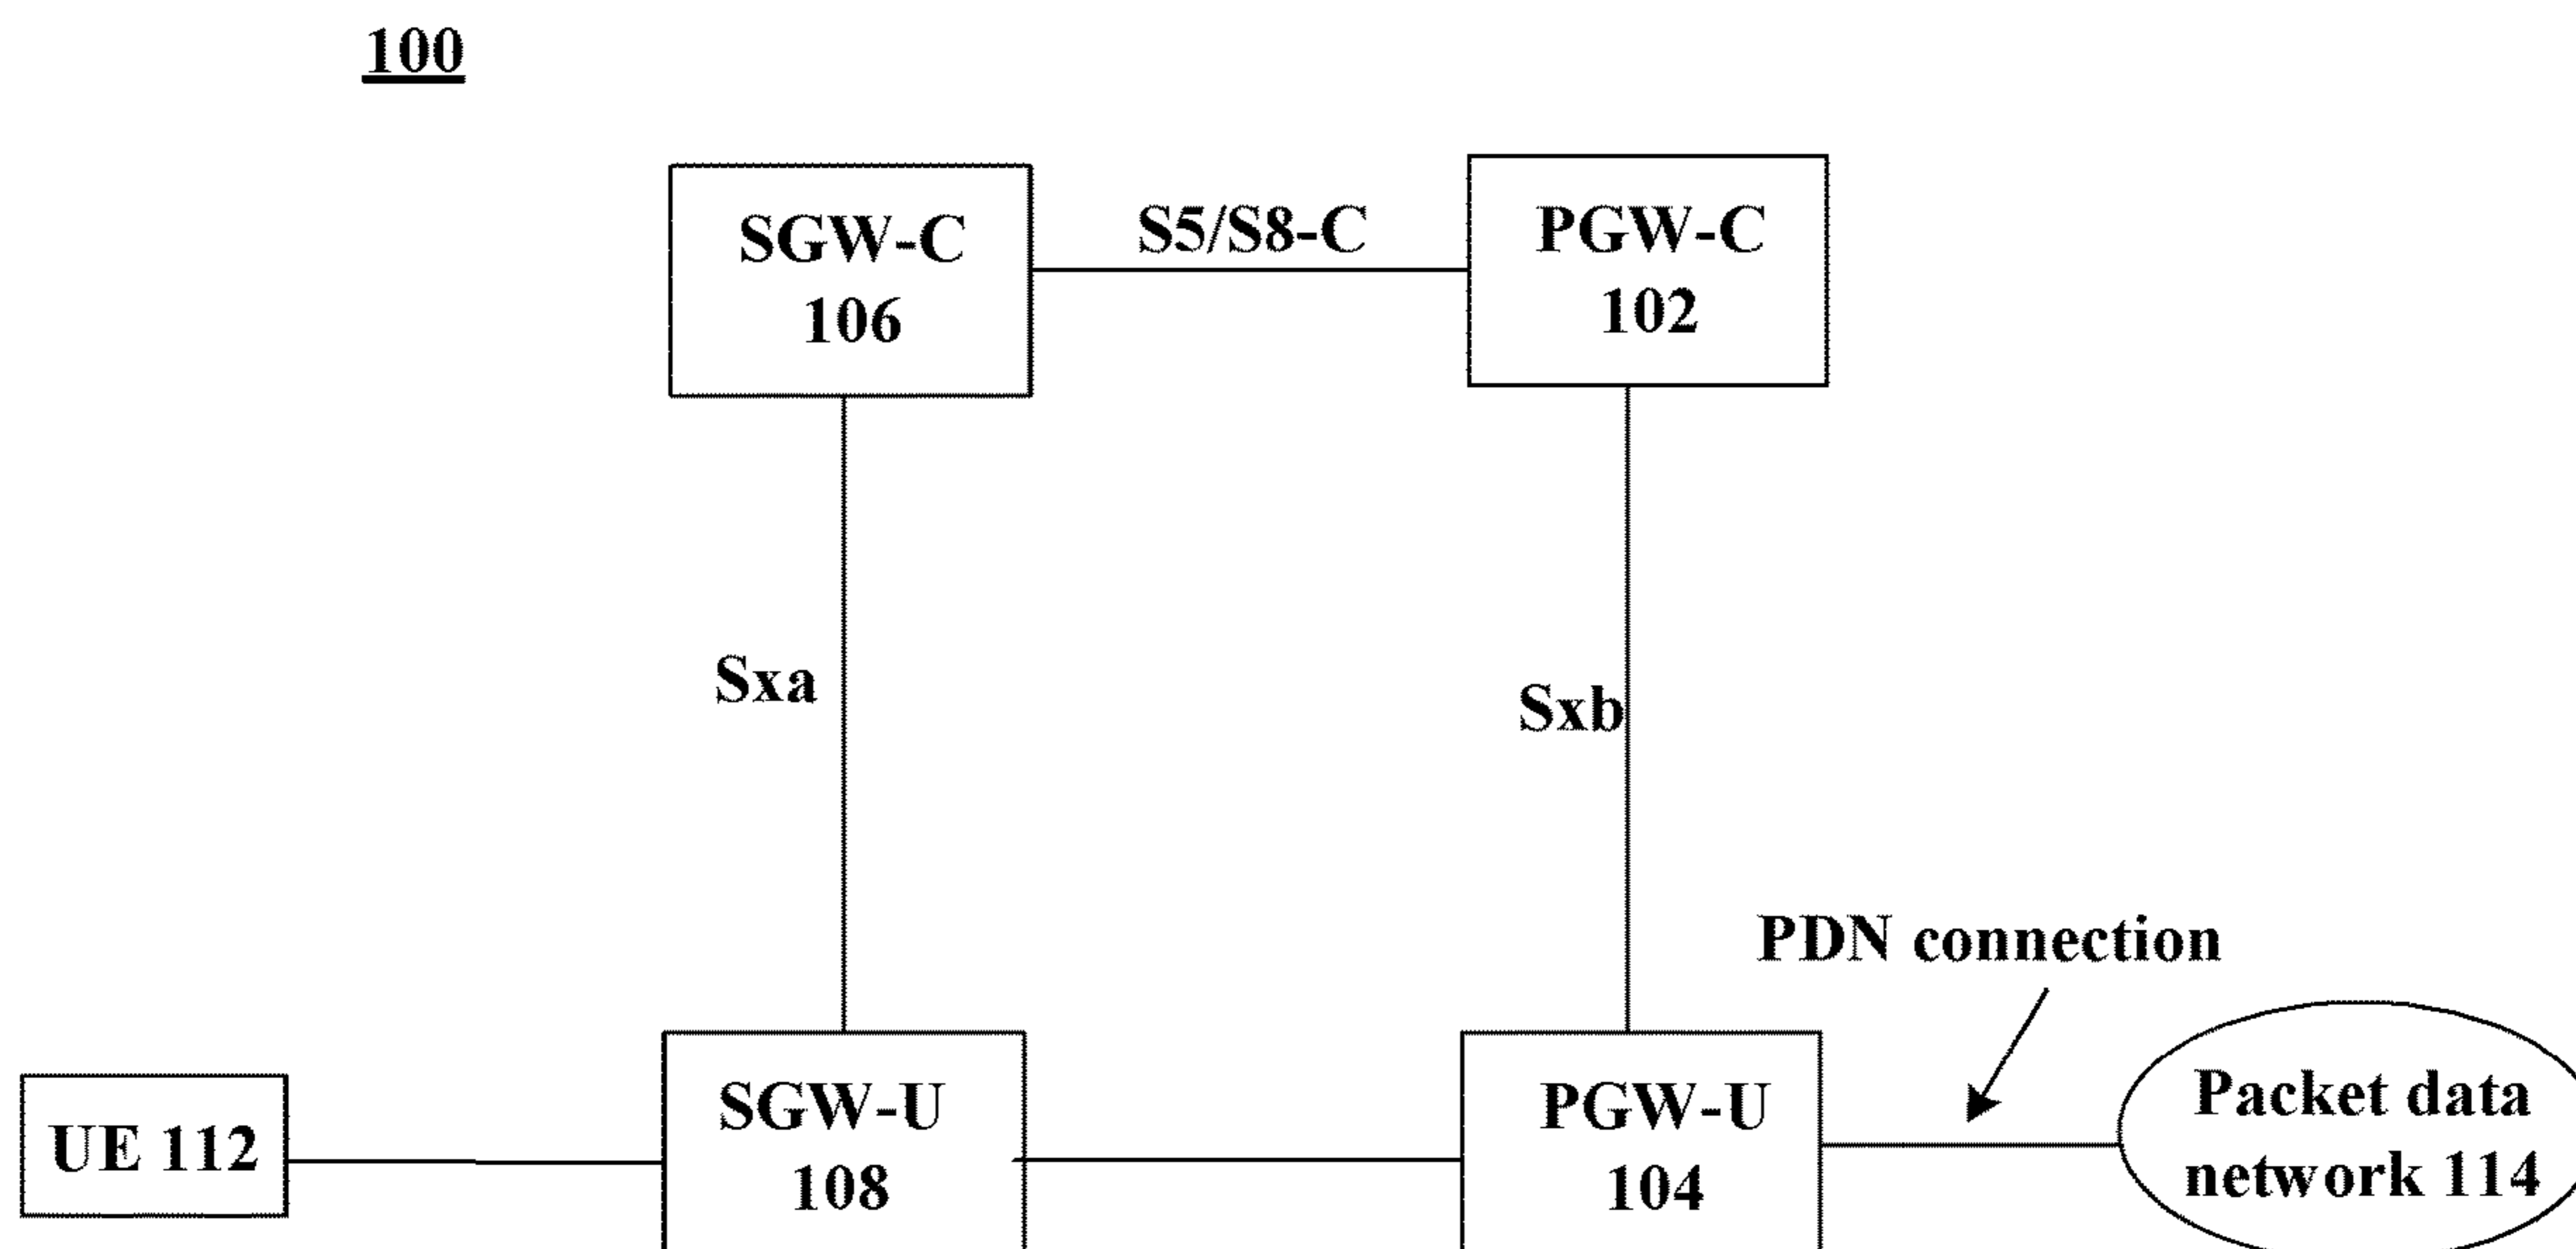 100
SGW-C
106
S5/S8-C
PGW-C
102
Sxa
Sxb
PDN connection
UE 112
SGW-U
108
PGW-U
104
Packet data
network 114